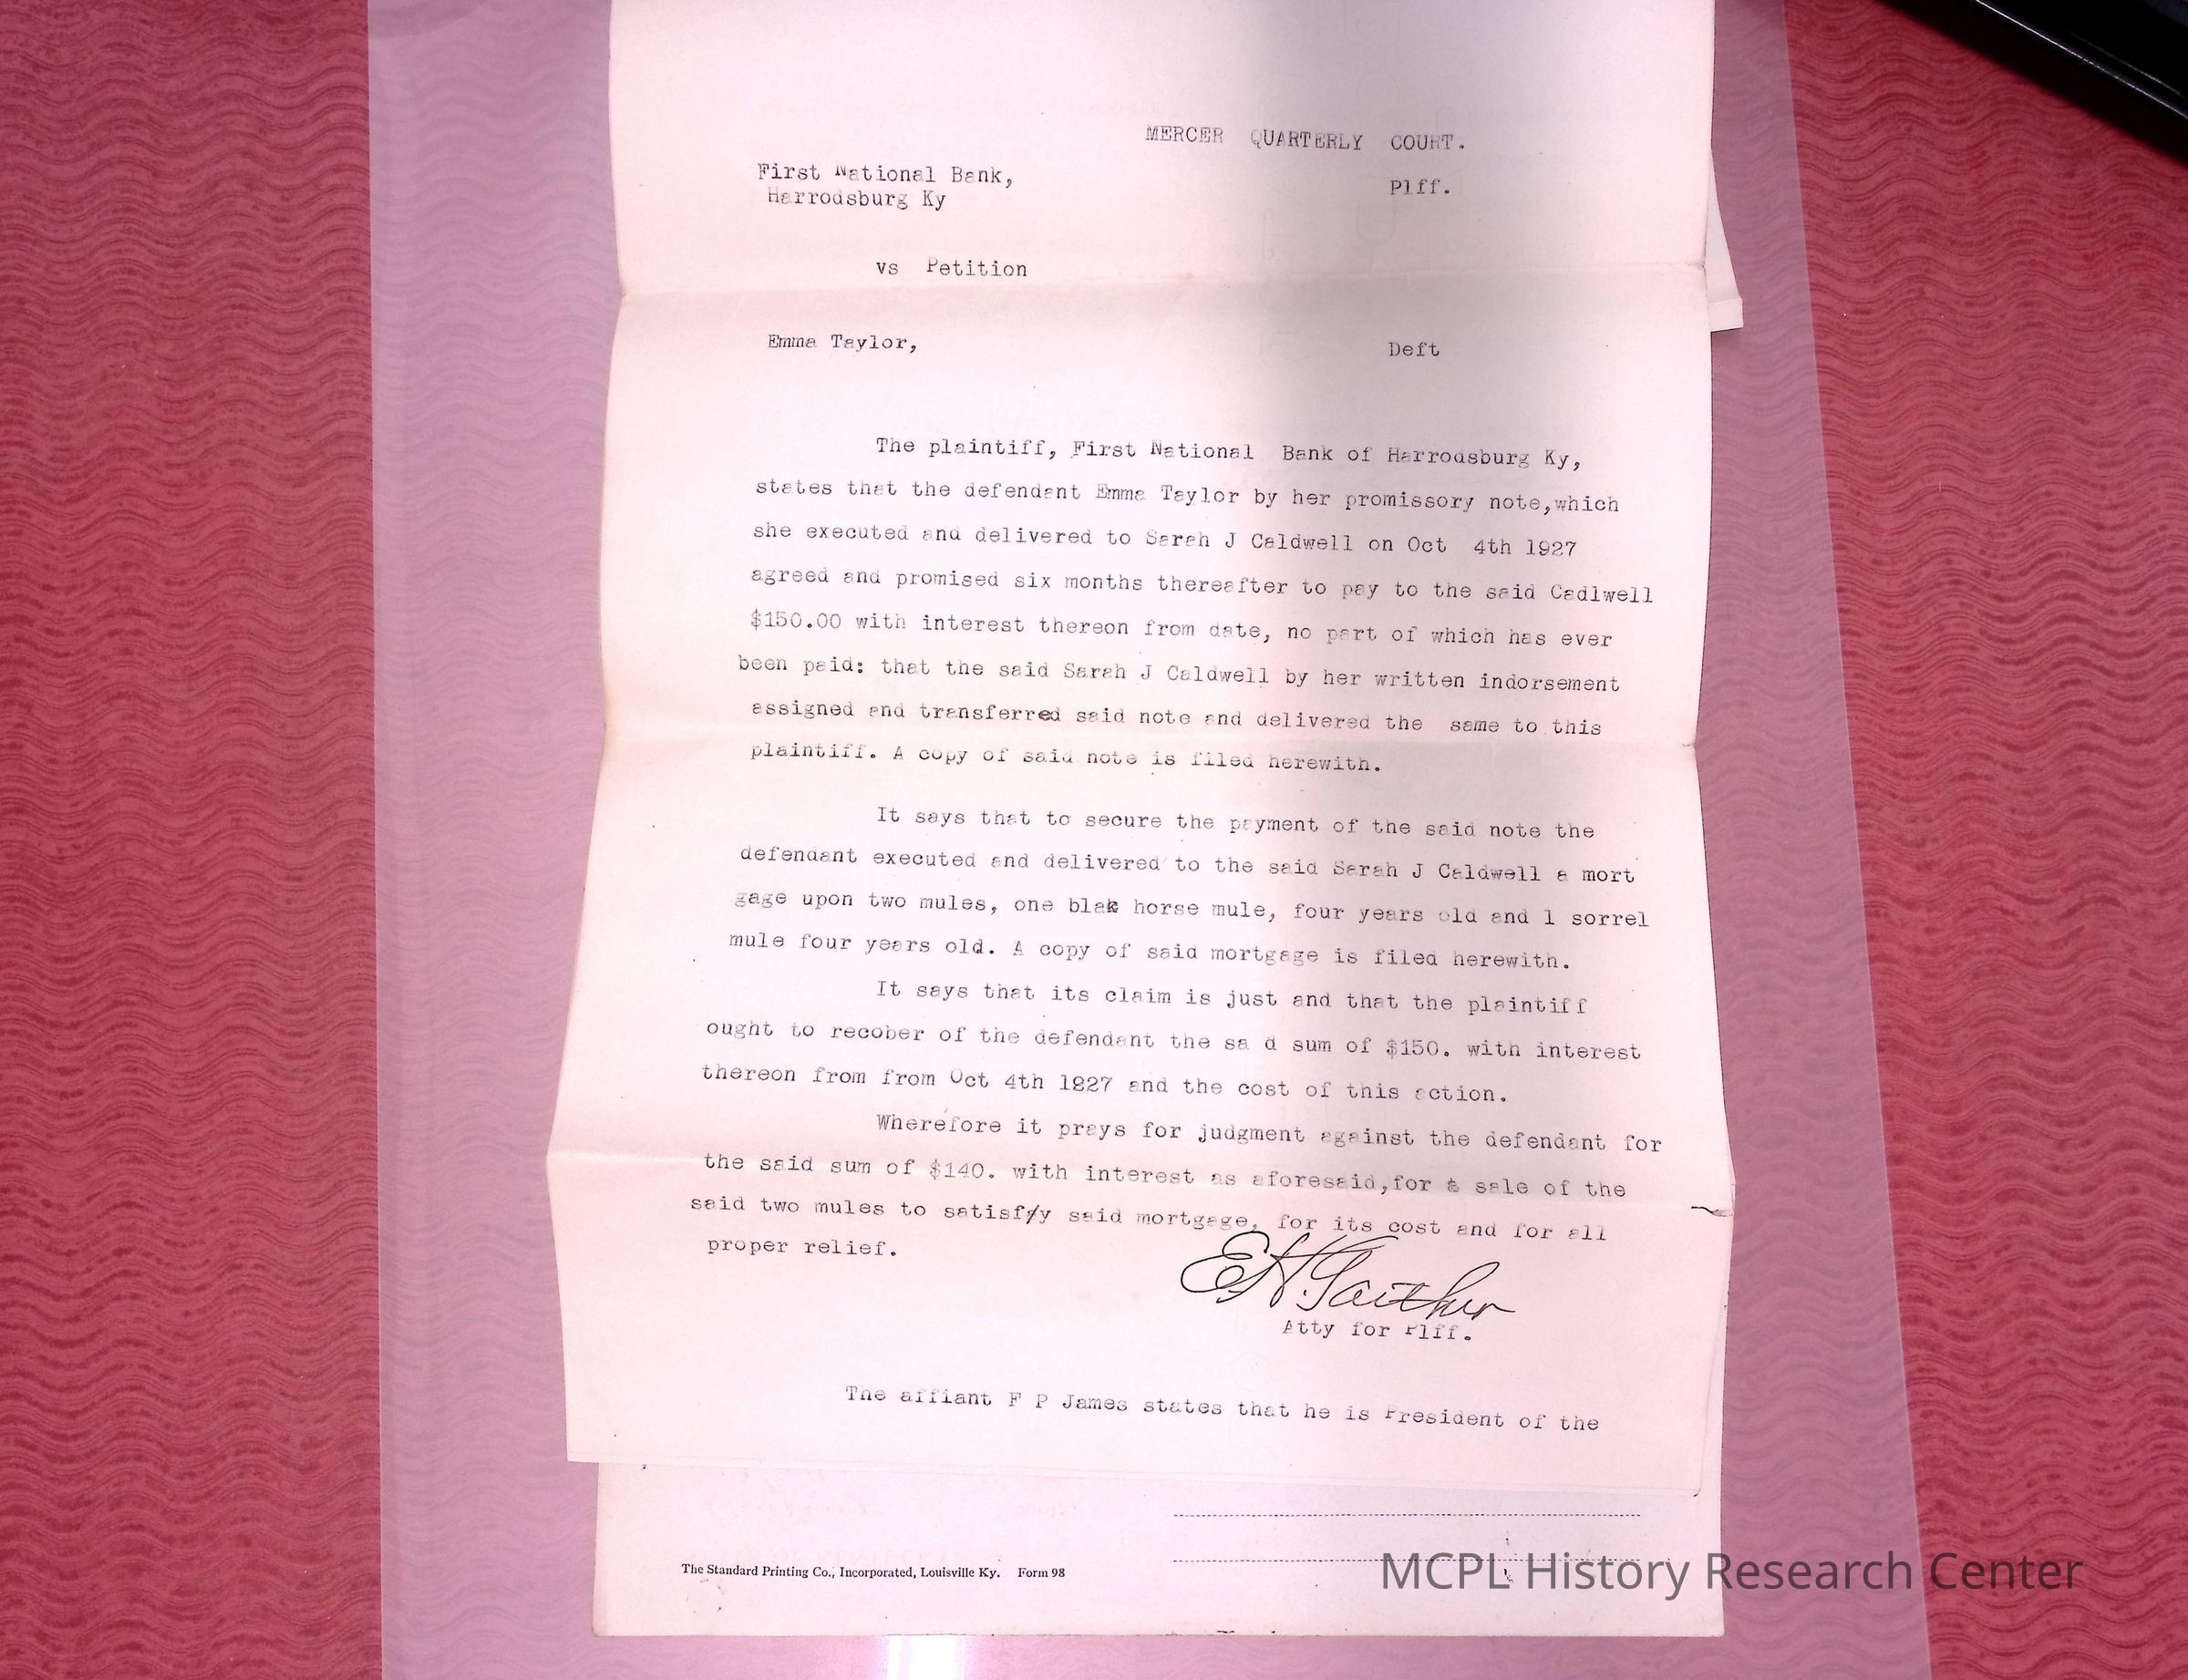 MERCER QUARTERLY COURT.
First National Bank, Plff.
Harrodsburg Ky
vs Petition
Emma Taylor, Deft
The plaintiff, First National Bank of Harrodsburg Ky,
states that the defendant Emma Taylor by her promissory note,which
she executed and delivered to Sarah J Caldwell on Oct 4th 1927
agreed and promised six months thereafter to pay to the said Cadlwell
$150.00 with interest thereon from date, no part of which has ever
been paid: that the said Sarah J Caldwell by her written indorsement
assigned and transferred said note and delivered the same to this
plaintiff. A copy of said note is filed herewith.
It says that to secure the payment of the said note the
defendant executed and delivered to the said Sarah J Caldwell a mort
gage upon two mules, one blak horse mule, four years old and 1 sorrel
mule four years old. A copy of said mortgage is filed herewith.
It says that its claim is just and that the plaintiff
ought to recober of the defendant the sa d sum of $150. with interest
thereon from from Oct 4th 1927 and the cost of this action.
Wherefore it prays for judgment against the defendant for
the said sum of $140. with interest as aforesaid,for a sale of the
said two mules to satisf/y said mortgage, for its cost and for all
proper relief.
E H Gaither
Atty for Plff.
The affiant F P James states that he is President of the
The Standard Printing Co., Incorporated, Louisville Ky. Form 98
MCPL History Research Center